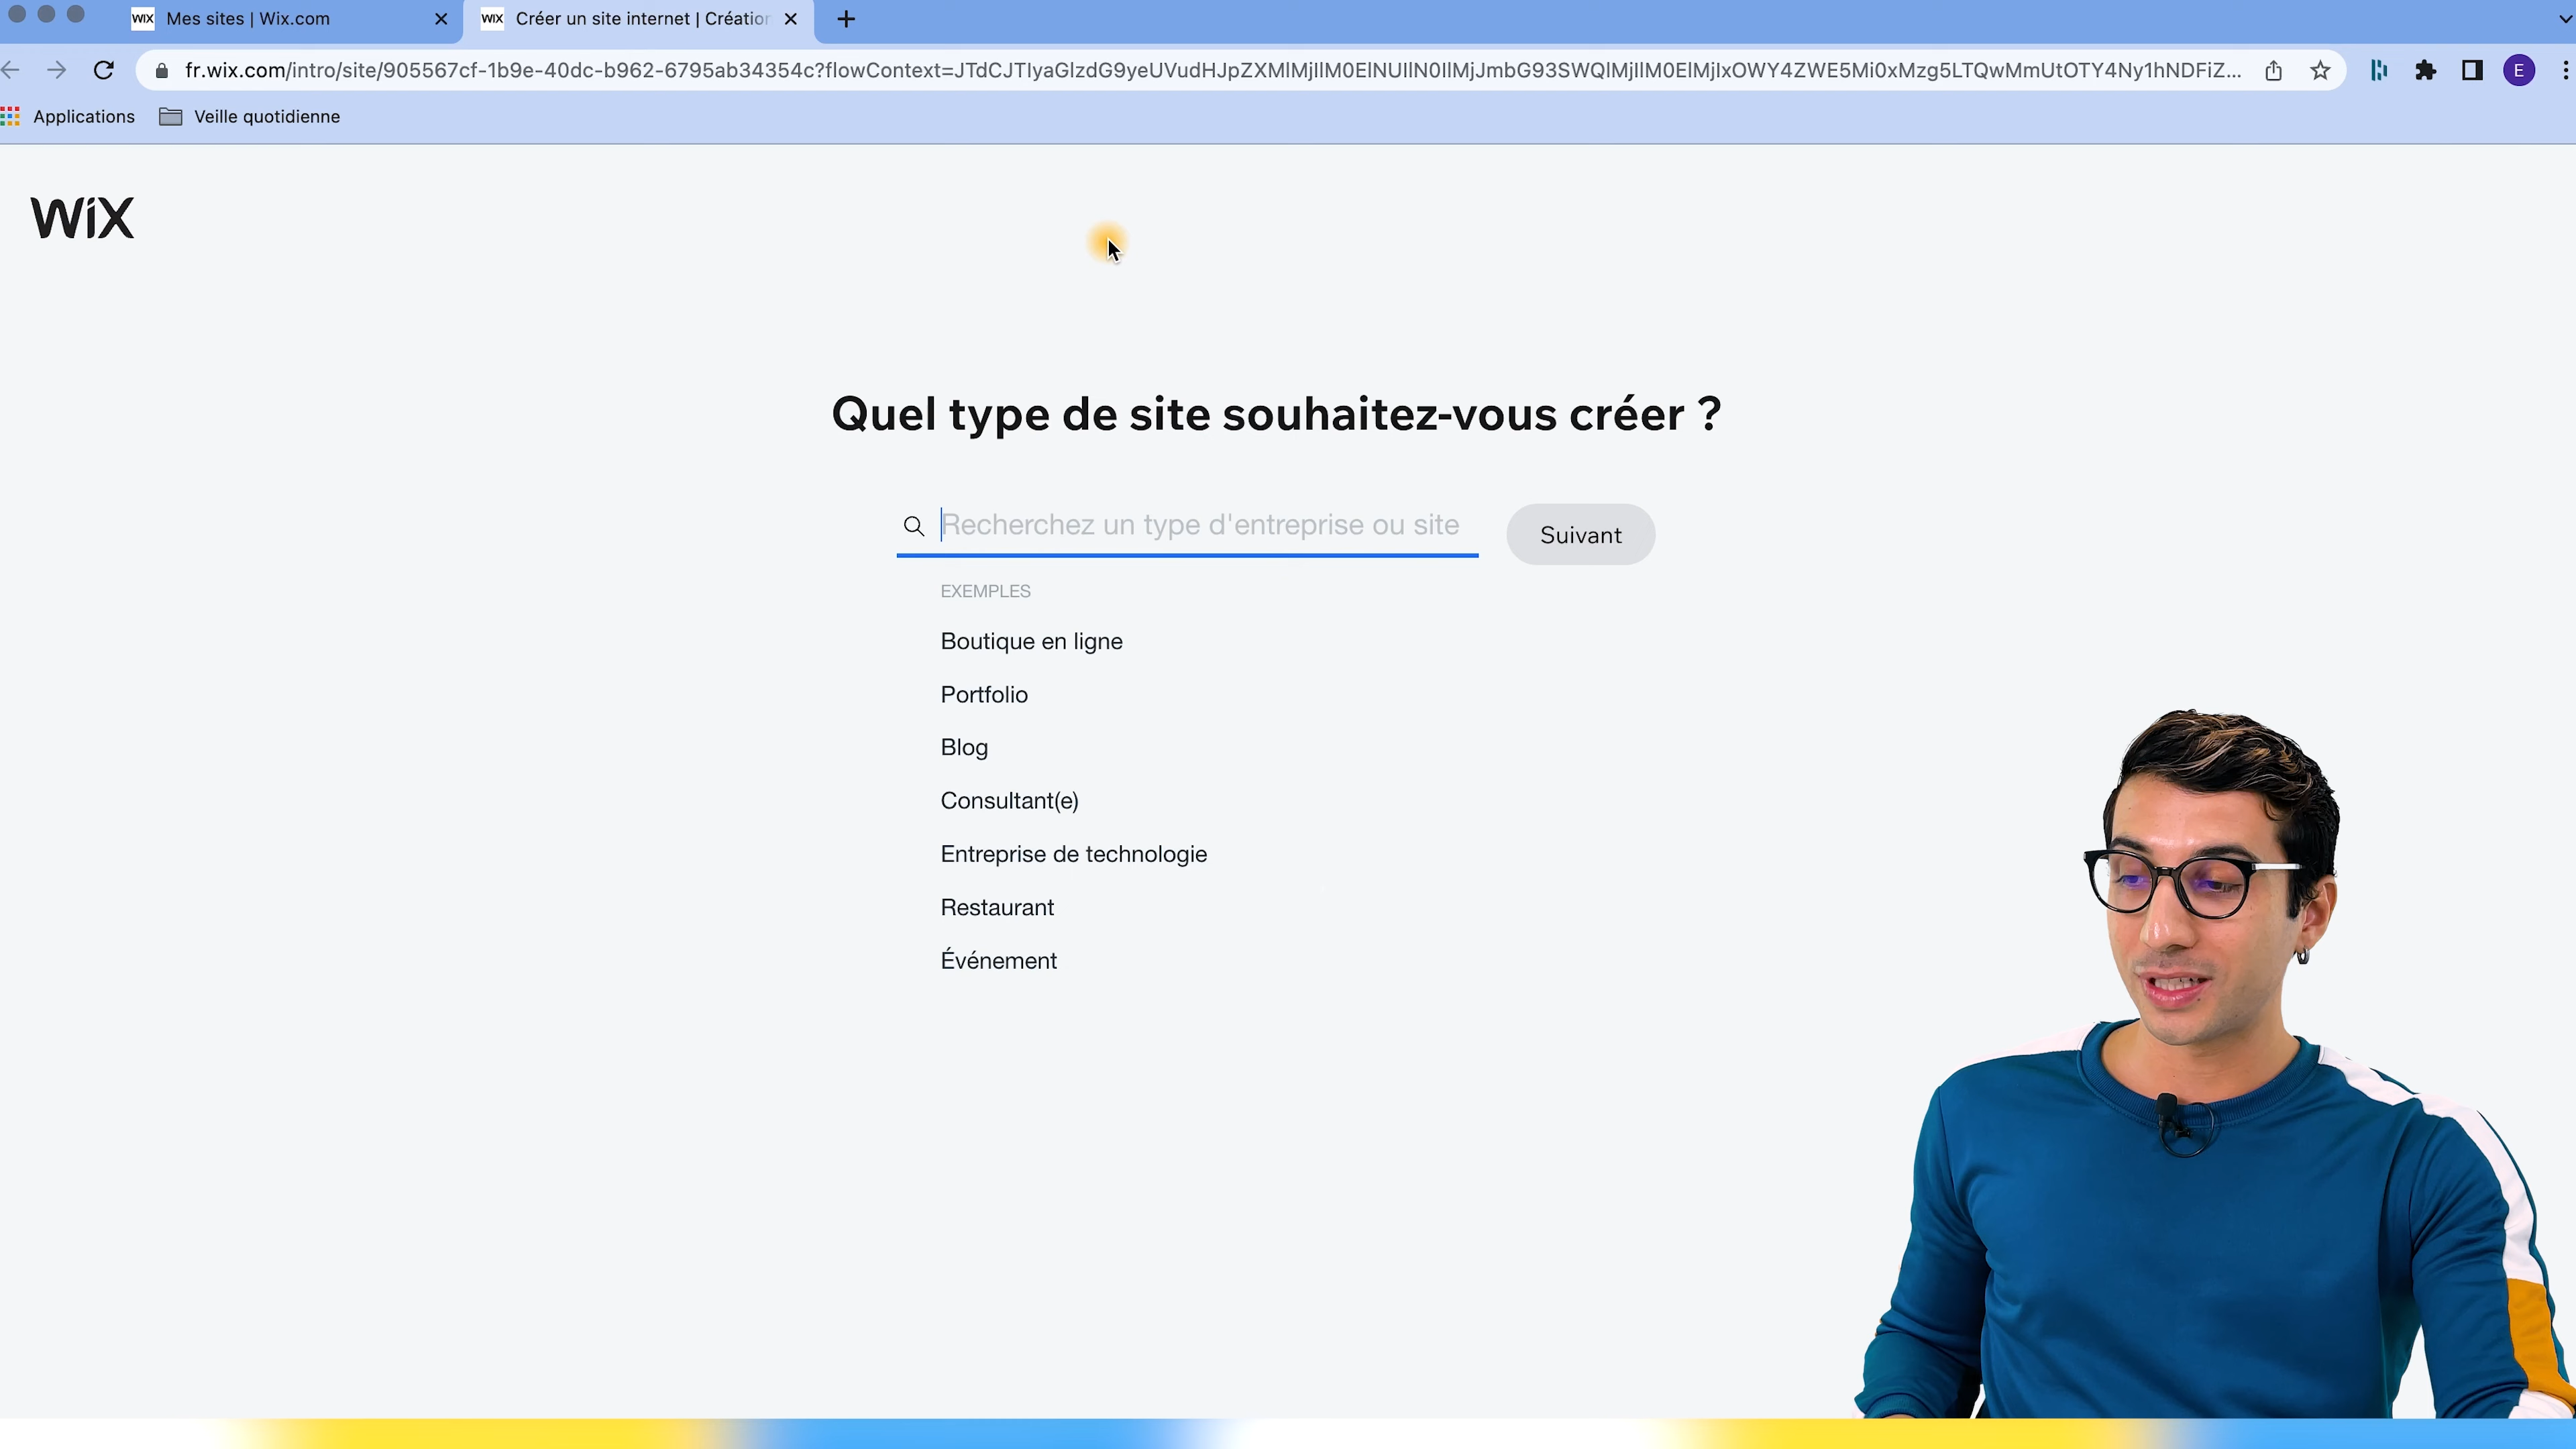 WIX Mes sites | Wix.com
WIX Créer un site internet | Création
fr.wix.com/intro/site/905567cf-1b9e-40dc-b962-6795ab34354c?flowContext=
E
Applications
Veille quotidienne
WiX
Quel type de site souhaitez-vous créer ?
Recherchez un type d'entreprise ou site
Suivant
EXEMPLES
Boutique en ligne
Portfolio
Blog
Consultant(e)
Entreprise de technologie
Restaurant
Événement